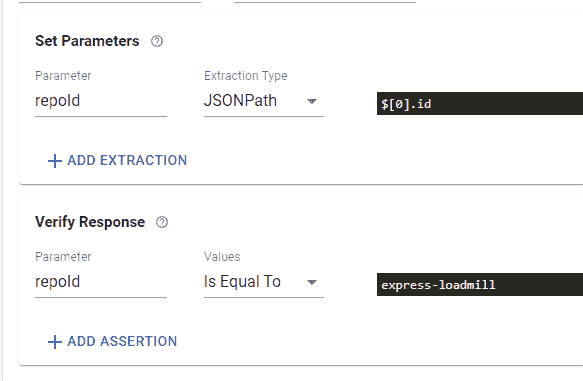 Set Parameters
Parameter Extraction Type
repoId JSONPath $[0].id
+ ADD EXTRACTION
Verify Response
Parameter Values
repoId Is Equal To express-loadmill
+ ADD ASSERTION